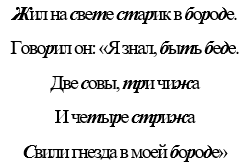 Жил на свете старик в бороде.
Говорил он: «Я знал, быть беде.
Две совы, три чижа
И четыре стрижа
Свили гнезда в моей бороде»